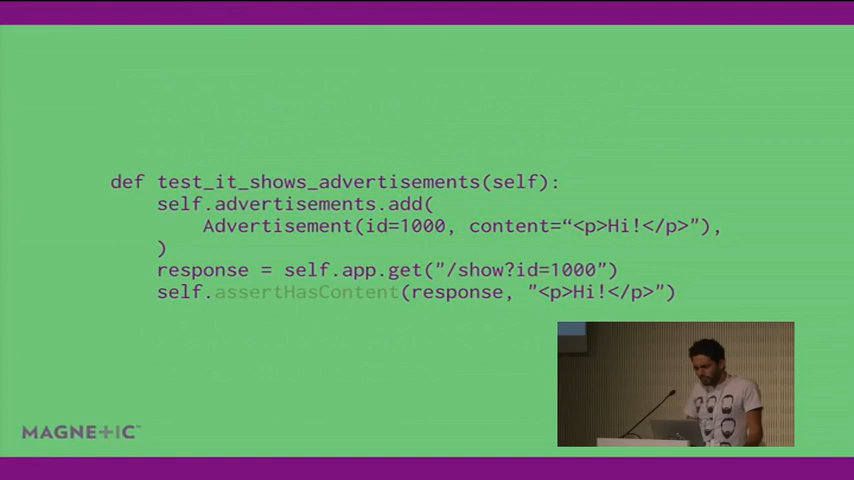 def test_it_shows_advertisements(self):
    self.advertisements.add(
        Advertisement(id=1000, content=“<p>Hi!</p>"),
    )
    response = self.app.get("/show?id=1000")
    self.assertHasContent(response, "<p>Hi!</p>")
MAGNETIC™